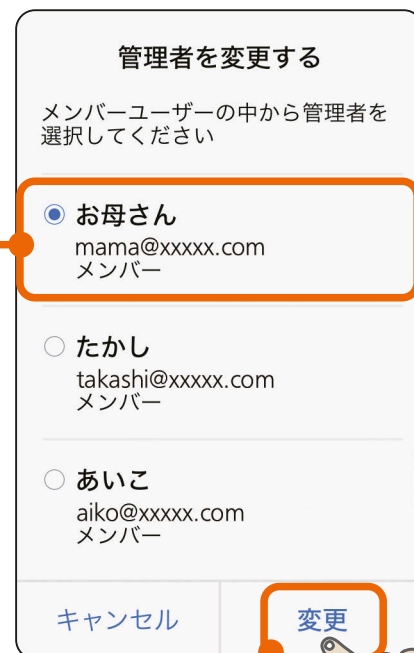 管理者を変更する
メンバーユーザーの中から管理者を
選択してください
お母さん
mama@xxxxx.com
メンバー
たかし
takashi@xxxxx.com
メンバー
あいこ
aiko@xxxxx.com
メンバー
キャンセル
変更